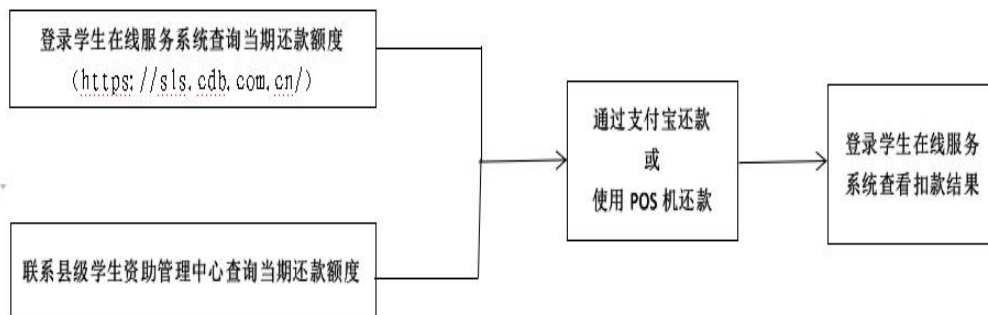 登录学生在线服务系统查询当期还款额度
(https://sls.cdb.com.cn/)
联系县级学生资助管理中心查询当期还款额度
通过支付宝还款
或
使用 POS 机还款
登录学生在线服务
系统查看扣款结果